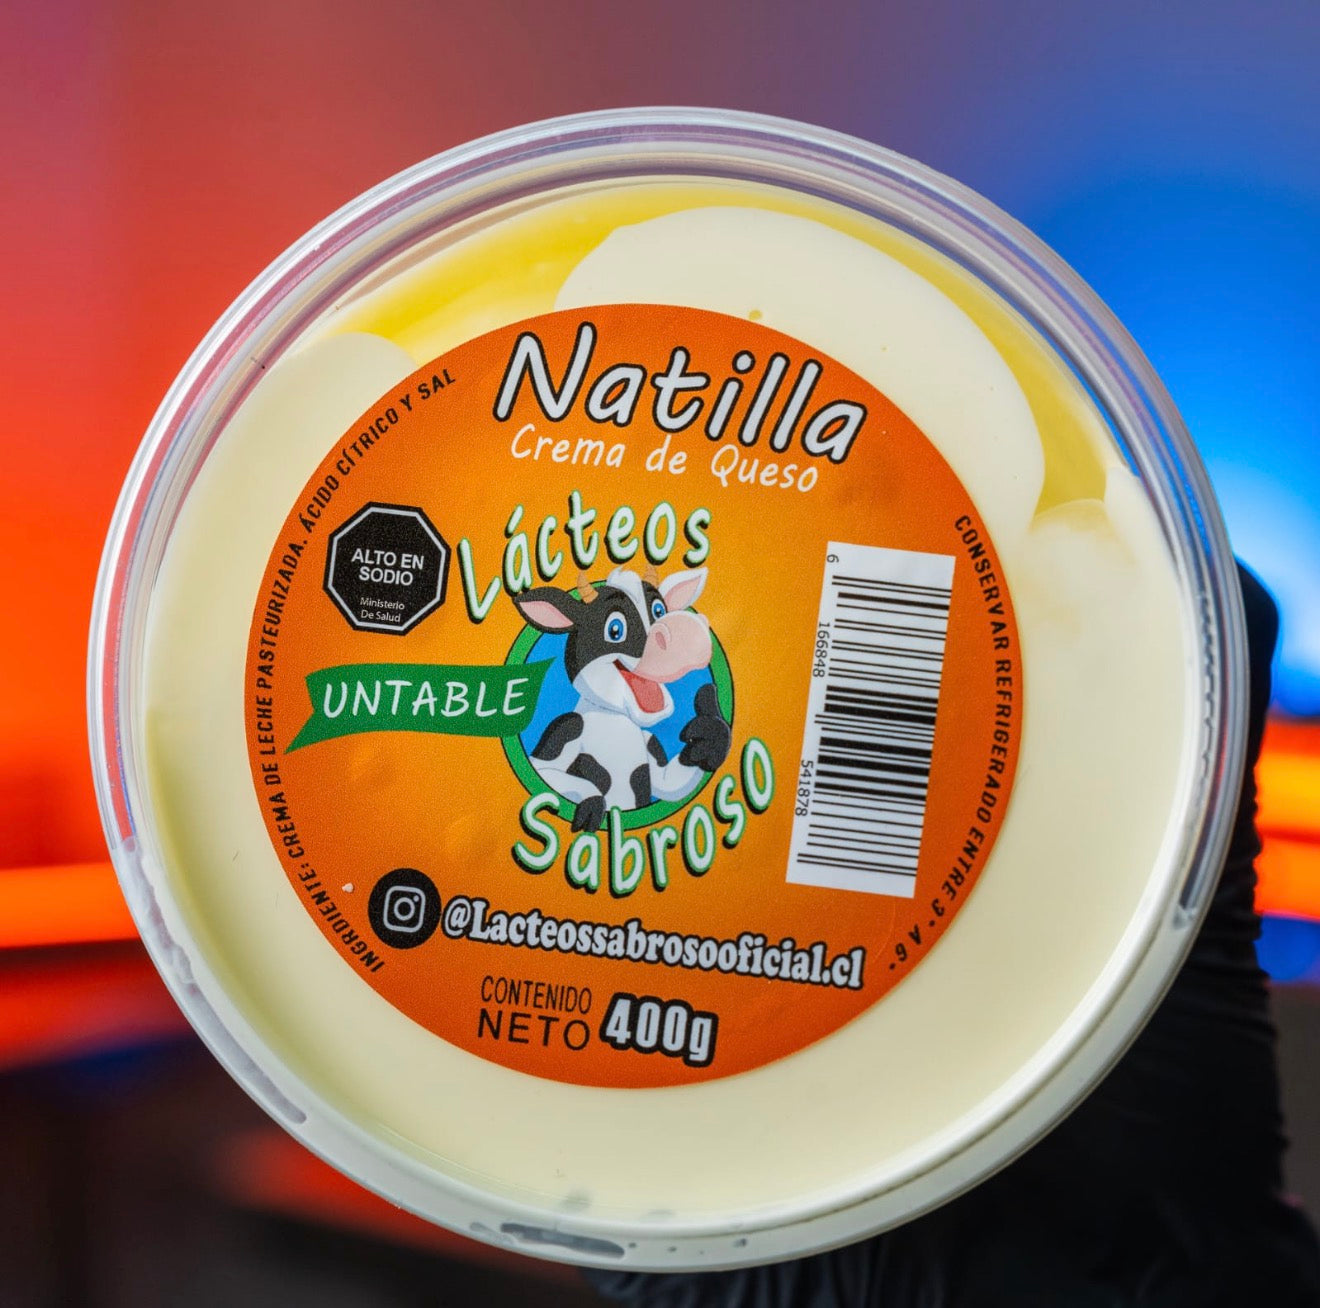 Natilla
Crema de Queso
Lácteos
Sabroso
ALTO EN
SODIO
Ministerio
De Salud
UNTABLE
INGRDIENTE: CREMA DE LECHE PASTEURIZADA, ÁCIDO CÍTRICO Y SAL
CONSERVAR REFRIGERADO ENTRE 3° A 6°
6 166848 541878
@Lacteossabrosooficial.cl
CONTENIDO
NETO 400g